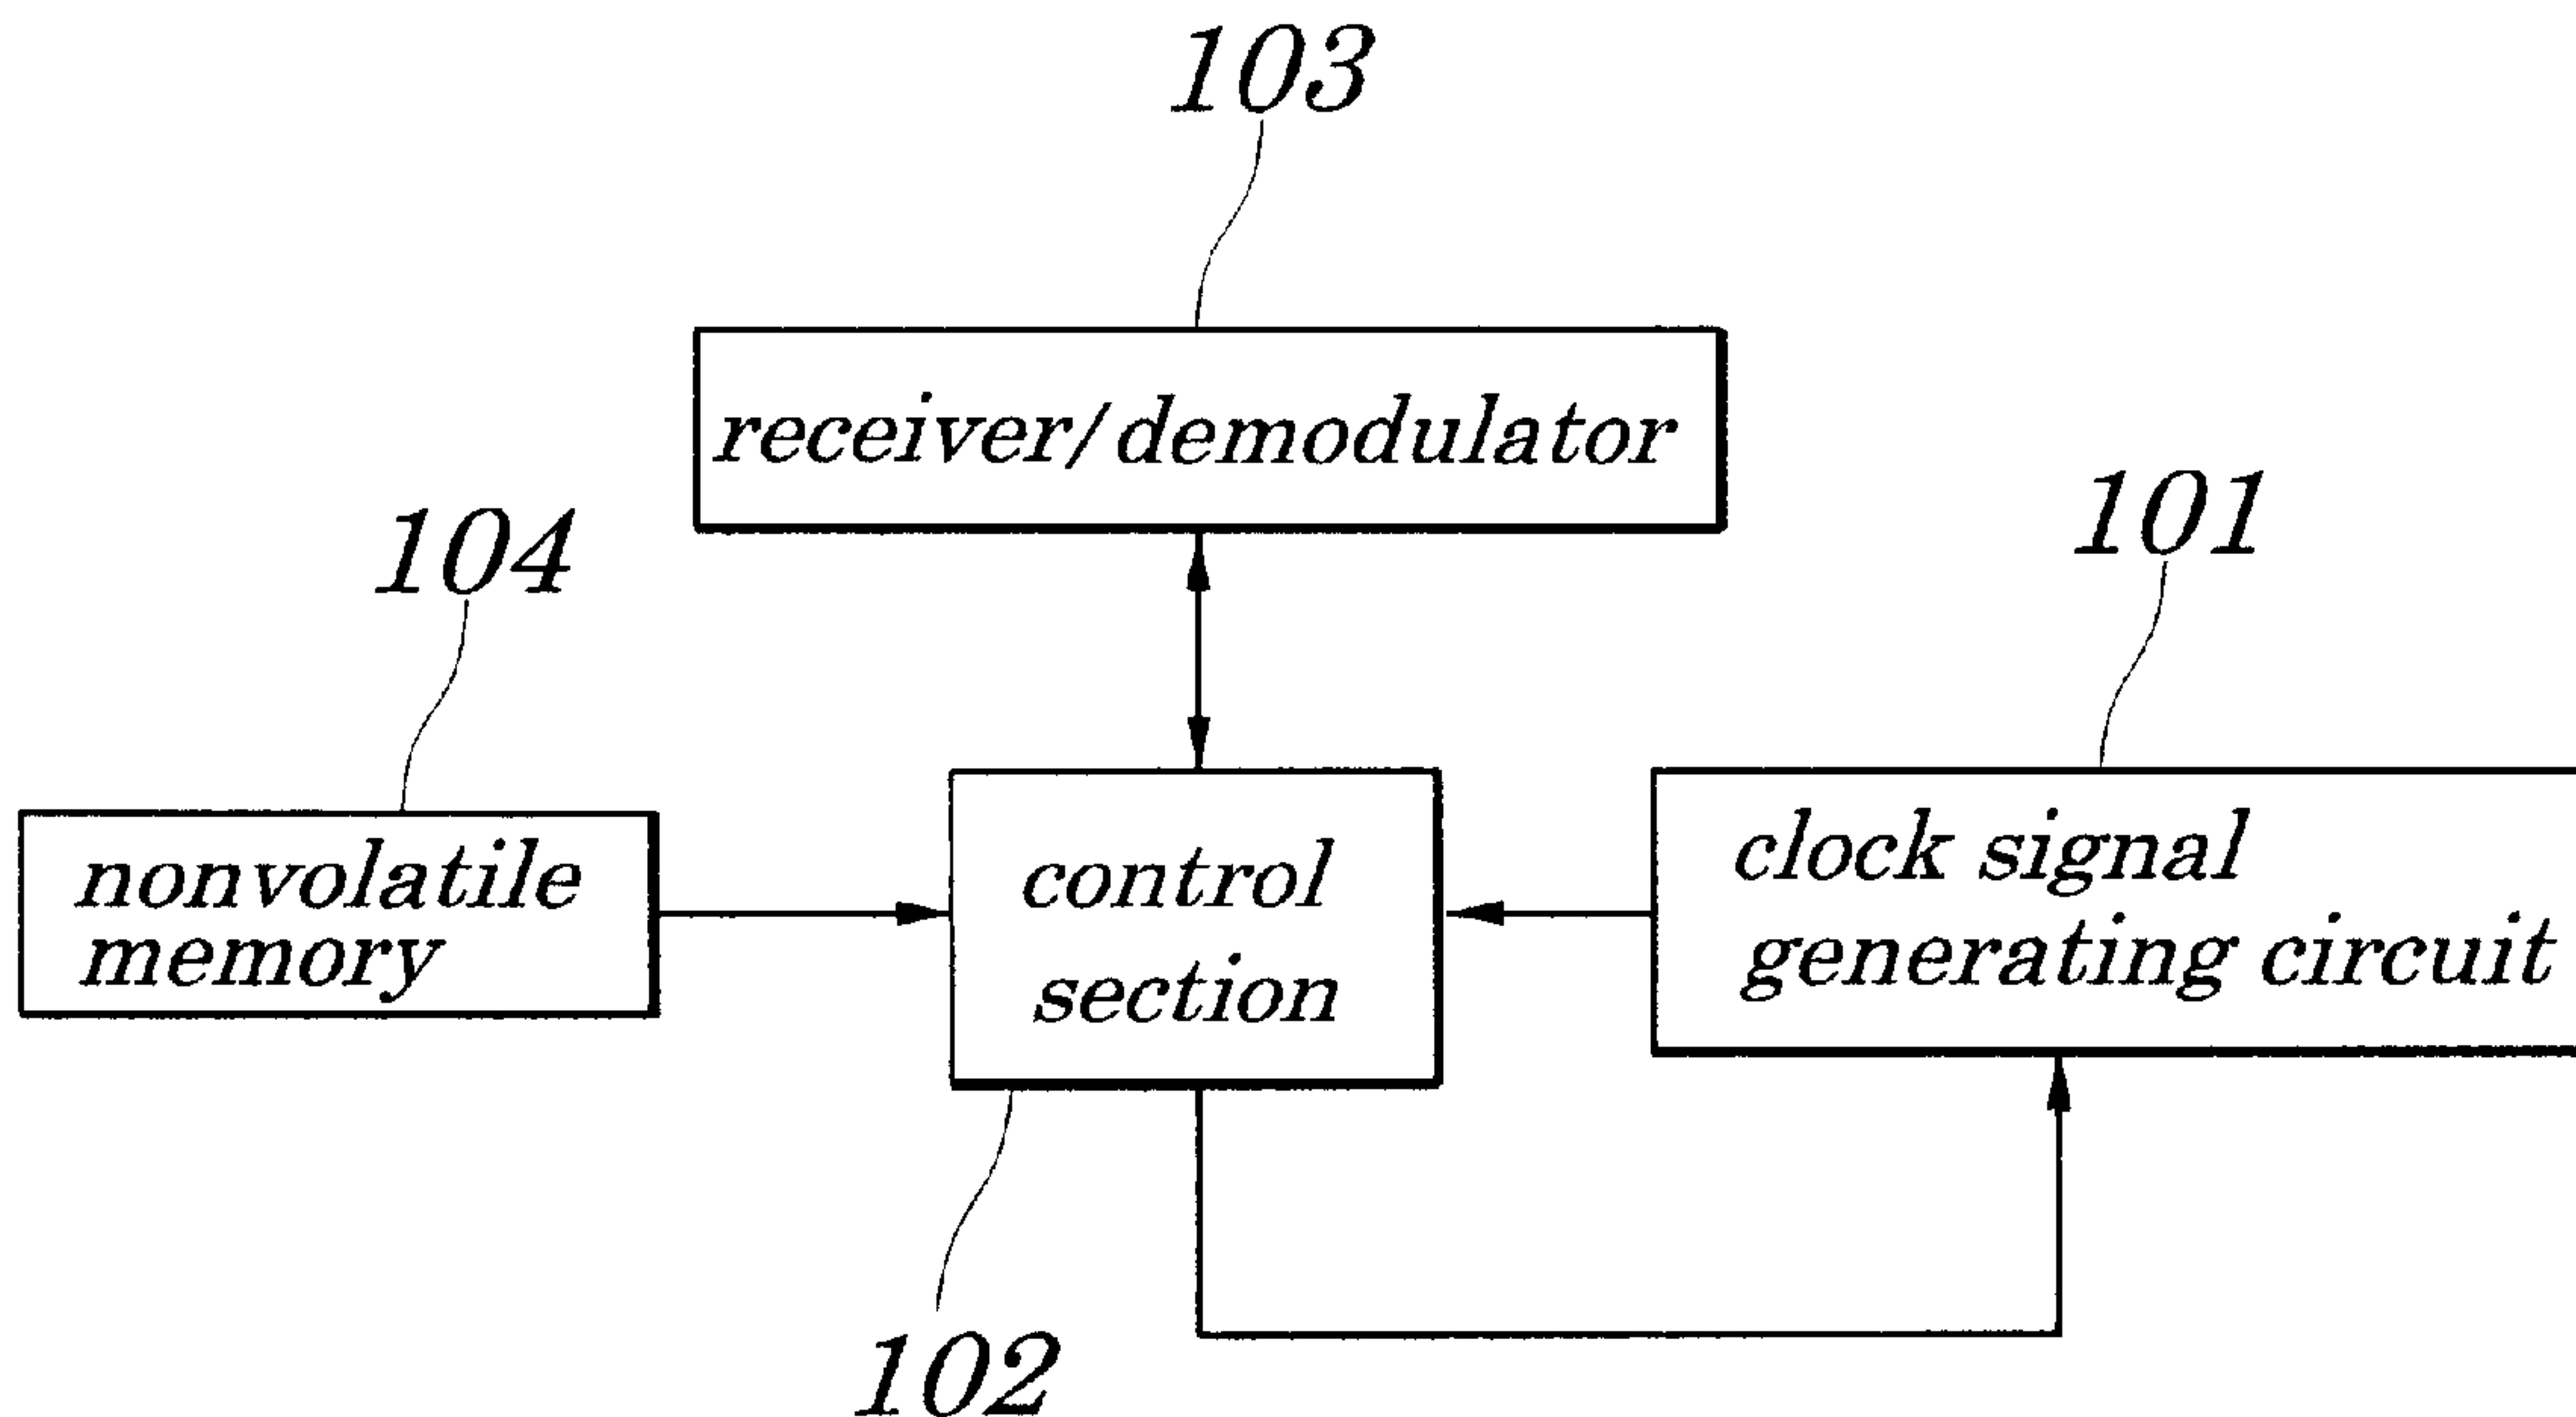 103
receiver/demodulator
104
101
nonvolatile
memory
control
section
clock signal
generating circuit
102